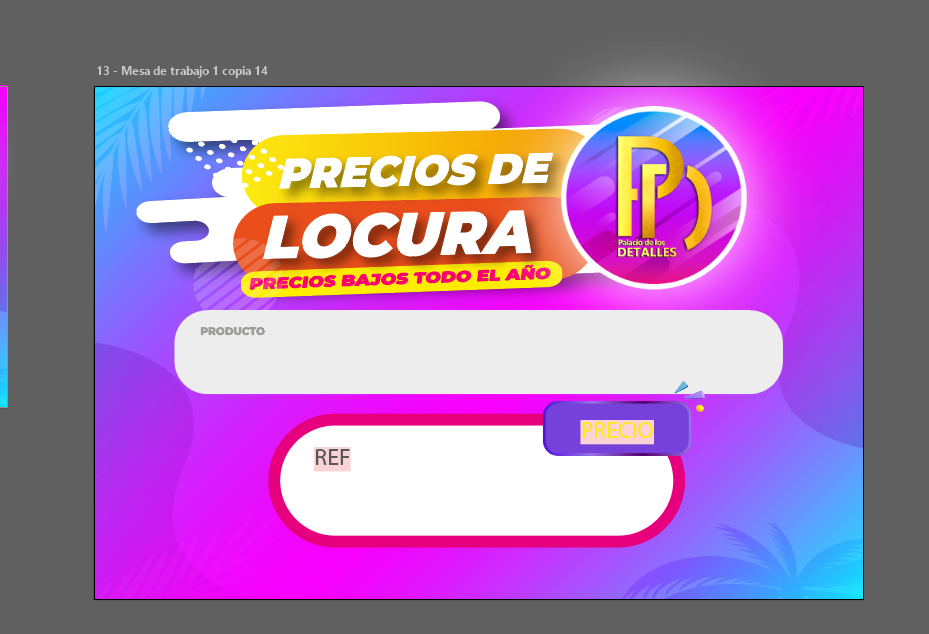 13 - Mesa de trabajo 1 copia 14
PRECIOS DE
LOCURA
PRECIOS BAJOS TODO EL AÑO
PD
Palacio de los
DETALLES
PRODUCTO
PRECIO
REF